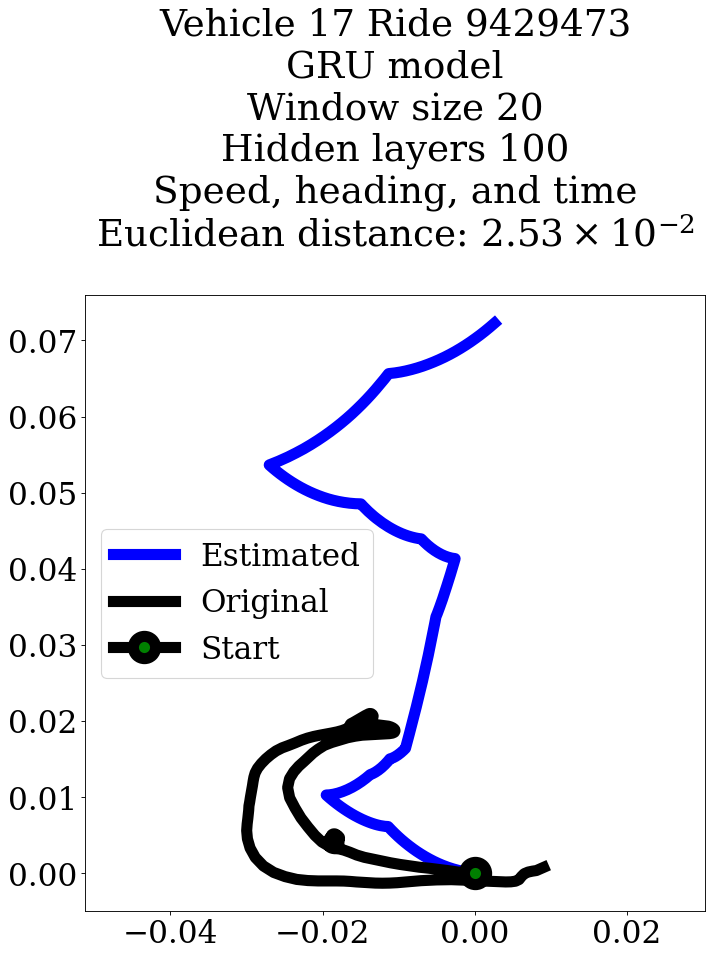 Vehicle 17 Ride 9429473
GRU model
Window size 20
Hidden layers 100
Speed, heading, and time
Euclidean distance: 2.53 × 10⁻²
0.07
0.06
0.05
0.04
0.03
0.02
0.01
0.00
Estimated
Original
Start
−0.04 −0.02 0.00 0.02